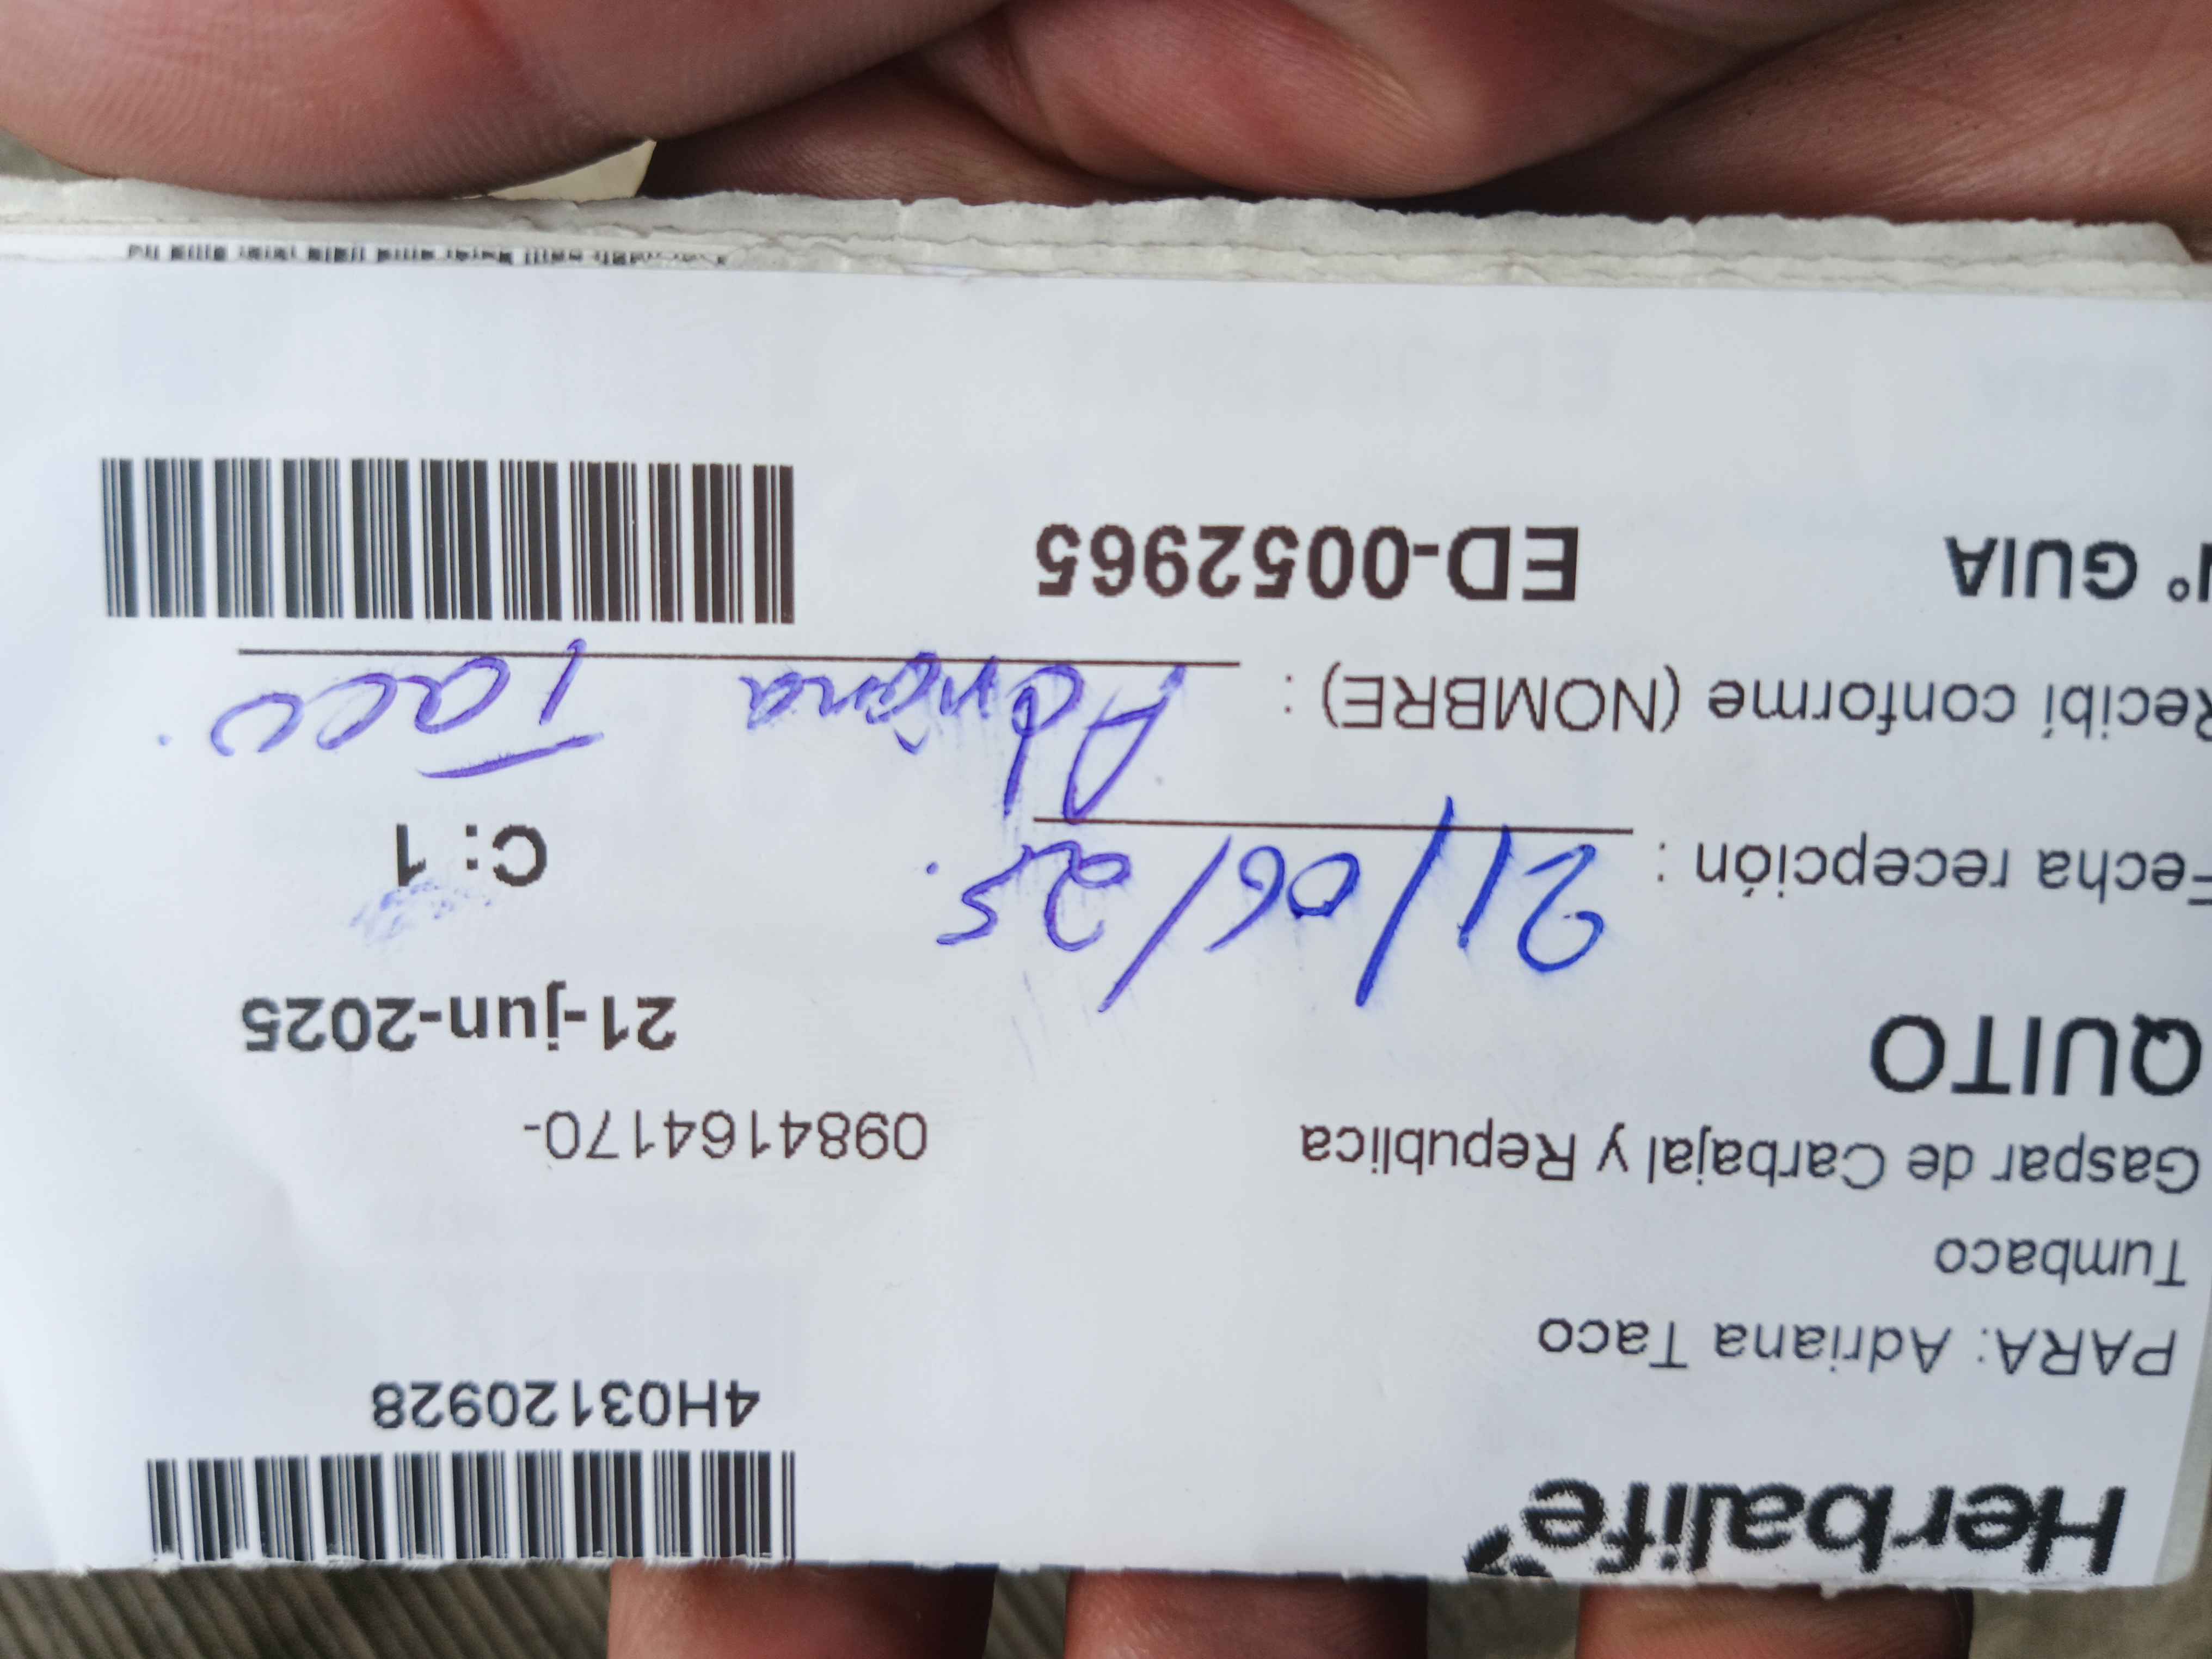 Herbalife
4H03120928
PARA: Adriana Taco
Tumbaco
Gaspar de Carbajal y Republica 0984164170-
QUITO 21-jun-2025
Fecha recepción : 21/06/25. C: 1
Recibí conforme (NOMBRE) : Adriana Taco
N° GUIA ED-0052965